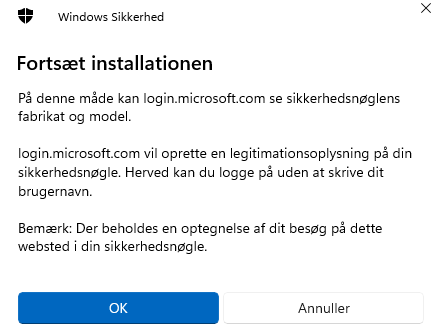 Windows Sikkerhed
Fortsæt installationen
På denne måde kan login.microsoft.com se sikkerhedsnøglens
fabrikat og model.
login.microsoft.com vil oprette en legitimationsoplysning på din
sikkerhedsnøgle. Herved kan du logge på uden at skrive dit
brugernavn.
Bemærk: Der beholdes en optegnelse af dit besøg på dette
websted i din sikkerhedsnøgle.
OK
Annuller